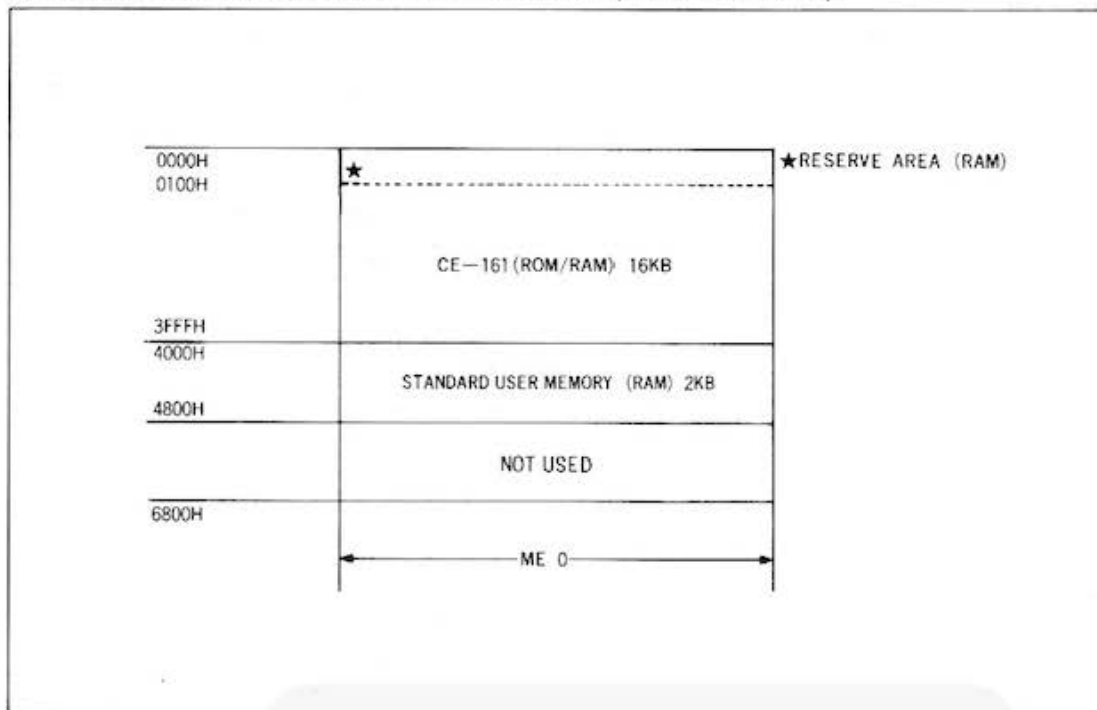 0000H
★RESERVE AREA (RAM)
★
0100H
CE-161(ROM/RAM) 16KB
3FFFH
4000H
STANDARD USER MEMORY (RAM) 2KB
4800H
NOT USED
6800H
ME 0